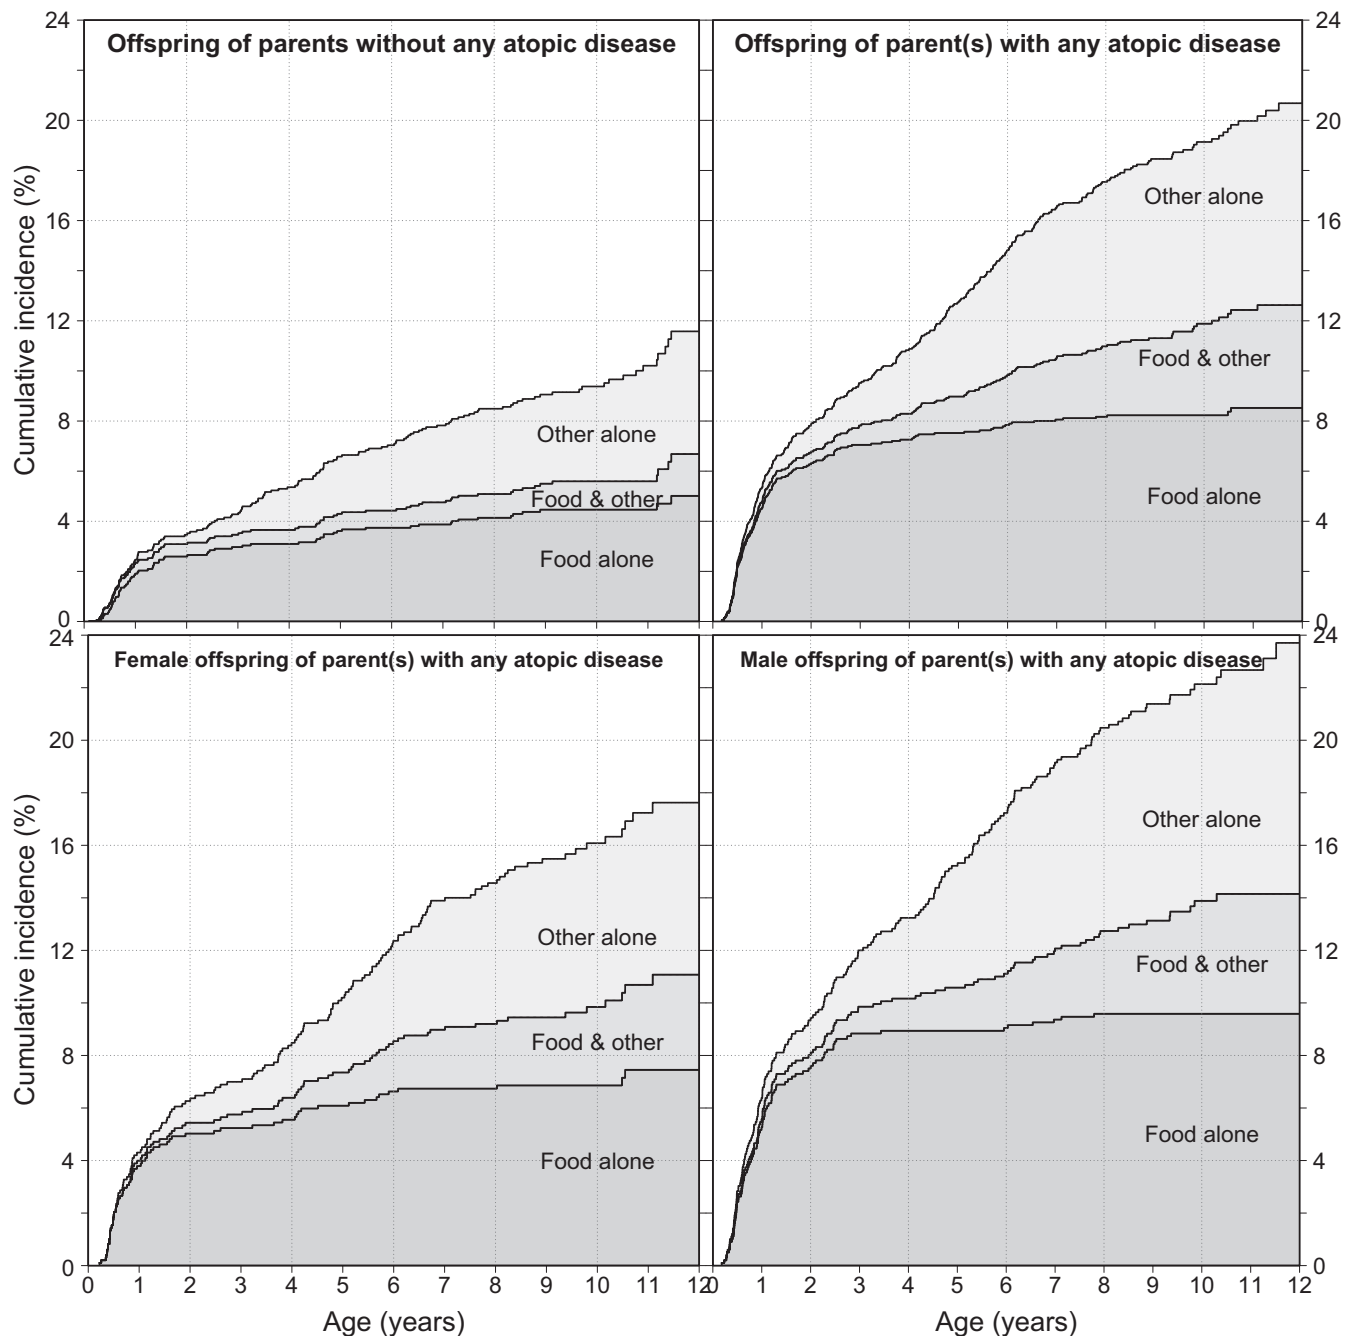 Offspring of parents without any atopic disease
Offspring of parent(s) with any atopic disease
24
20
16
12
8
4
0
Cumulative incidence (%)
Other alone
Food & other
Food alone
Other alone
Food & other
Food alone
24
20
16
12
8
4
0
Female offspring of parent(s) with any atopic disease
Male offspring of parent(s) with any atopic disease
24
20
16
12
8
4
0
Cumulative incidence (%)
Other alone
Food & other
Food alone
Other alone
Food & other
Food alone
24
20
16
12
8
4
0
0 1 2 3 4 5 6 7 8 9 10 11 12
0 1 2 3 4 5 6 7 8 9 10 11 12
Age (years)
Age (years)